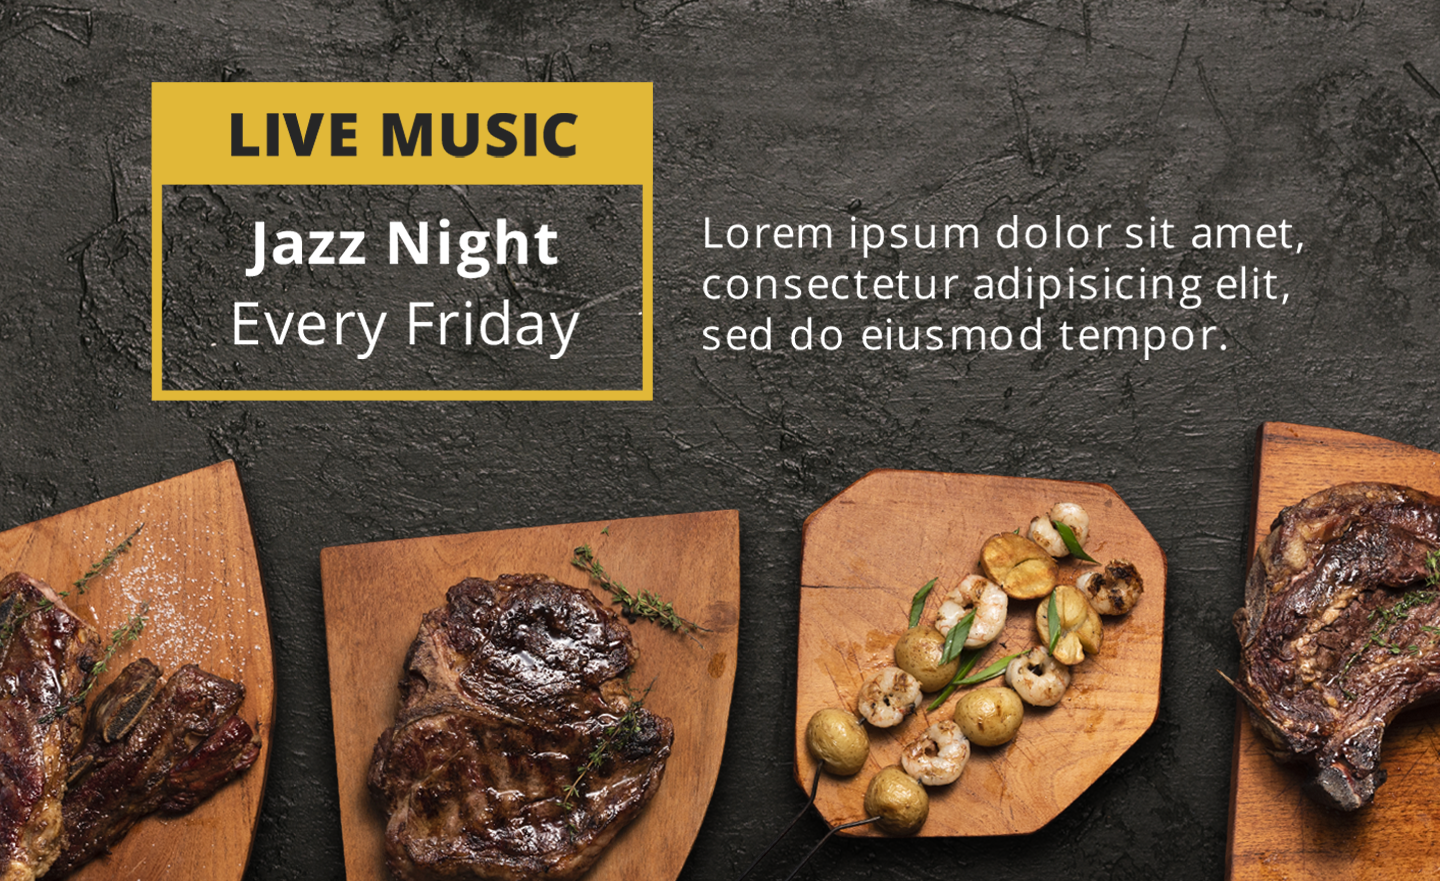 LIVE MUSIC
Jazz Night
Every Friday
Lorem ipsum dolor sit amet,
consectetur adipisicing elit,
sed do eiusmod tempor.